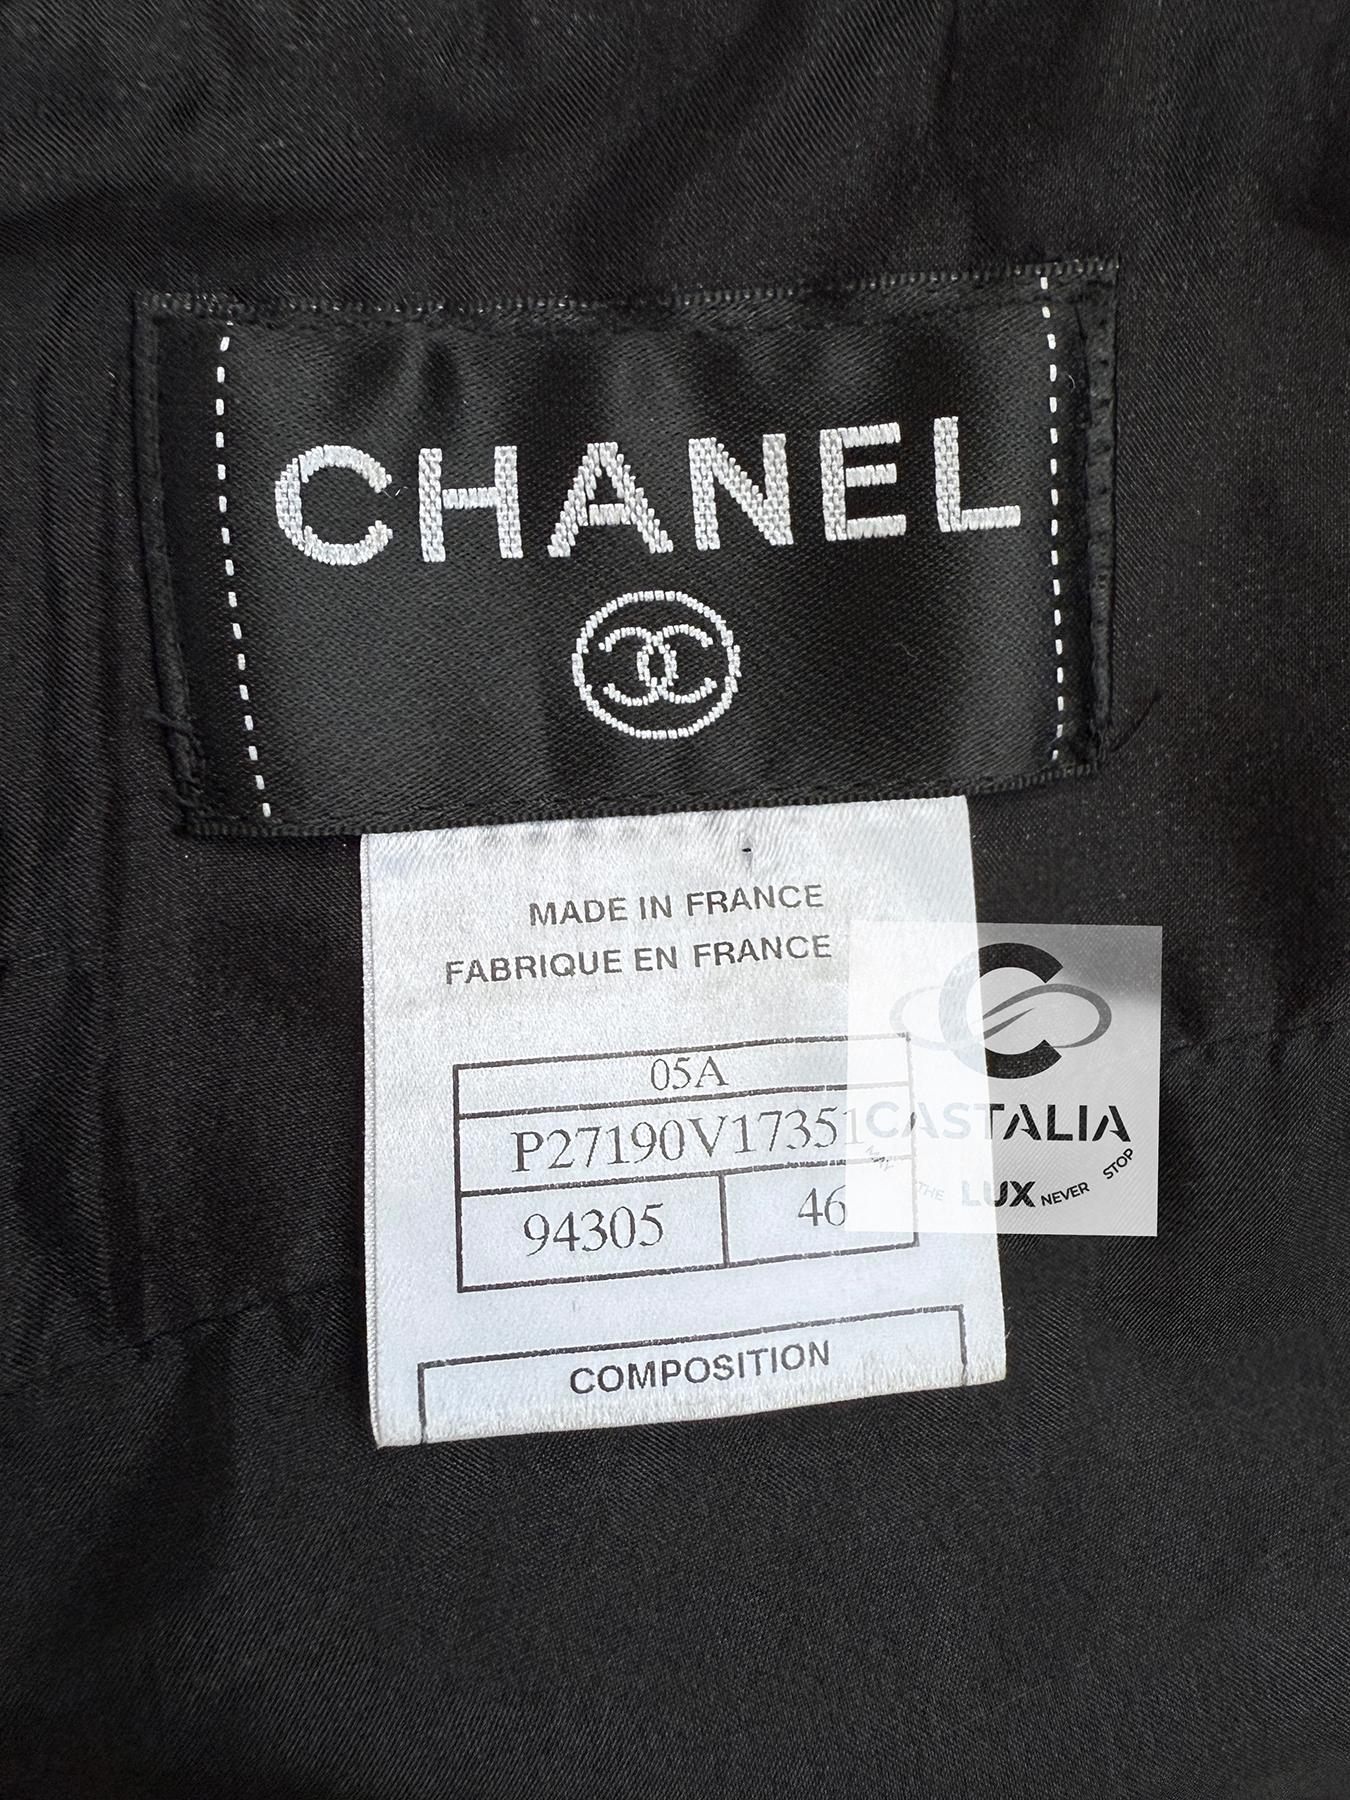 CHANEL
MADE IN FRANCE
FABRIQUE EN FRANCE
05A
P27190V17351
94305 46
COMPOSITION
CASTALIA
THE LUX NEVER STOP